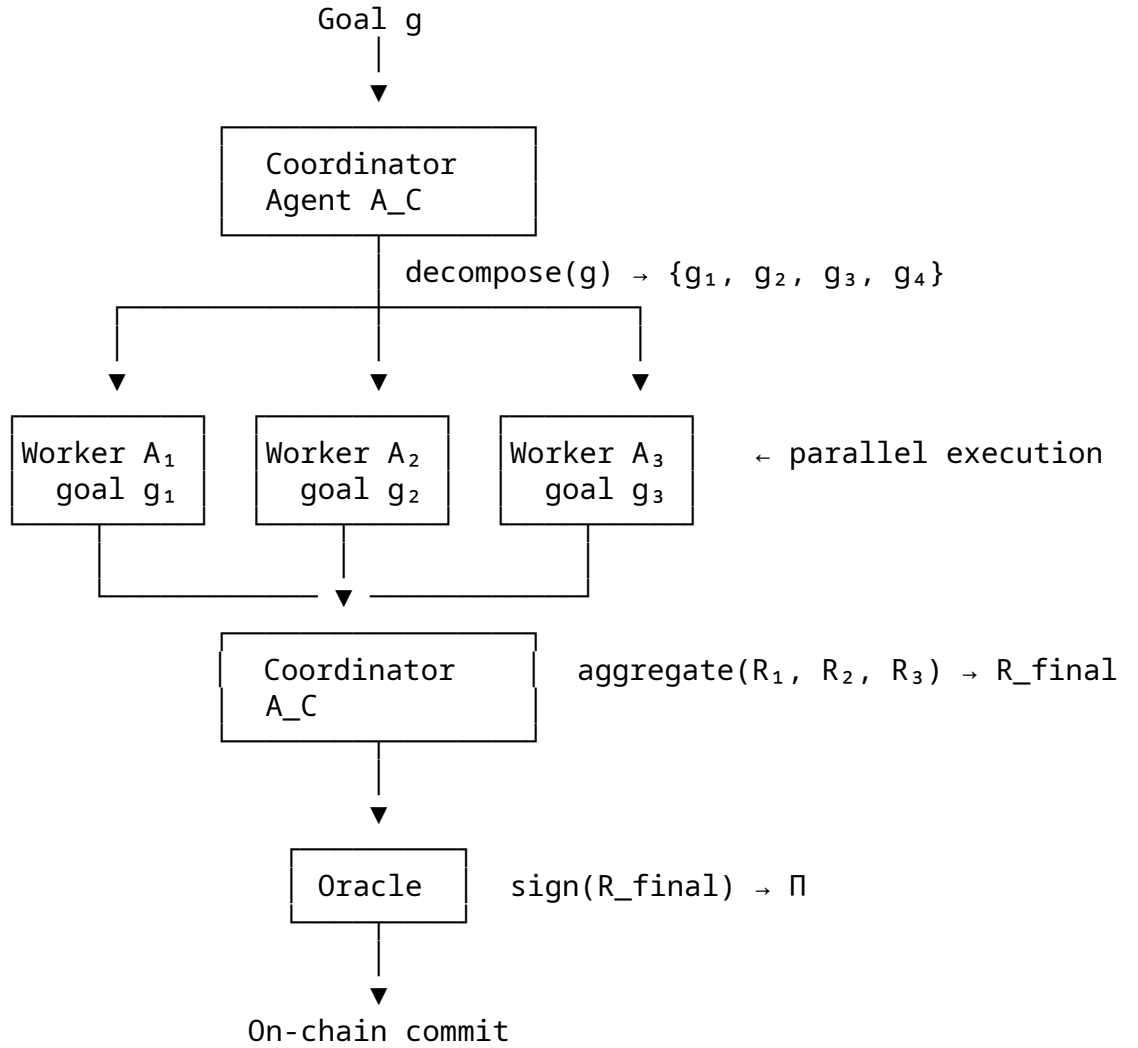 Goal g
Coordinator
Agent A_C
decompose(g) → {g₁, g₂, g₃, g₄}
Worker A₁
goal g₁
Worker A₂
goal g₂
Worker A₃
goal g₃
← parallel execution
Coordinator
A_C
aggregate(R₁, R₂, R₃) → R_final
Oracle
sign(R_final) → Π
On-chain commit